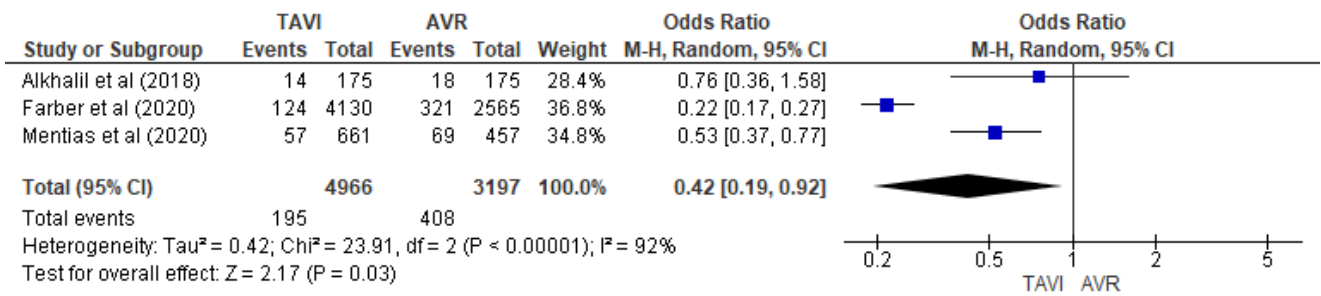 TAVI AVR Odds Ratio Odds Ratio
Study or Subgroup Events Total Events Total Weight M-H, Random, 95% CI M-H, Random, 95% CI
Alkhalil et al (2018) 14 175 18 175 28.4% 0.76 [0.36, 1.58]
Farber et al (2020) 124 4130 321 2565 36.8% 0.22 [0.17, 0.27]
Mentias et al (2020) 57 661 69 457 34.8% 0.53 [0.37, 0.77]
Total (95% CI) 4966 3197 100.0% 0.42 [0.19, 0.92]
Total events 195 408
Heterogeneity: Tau² = 0.42; Chi² = 23.91, df = 2 (P < 0.00001); I² = 92%
Test for overall effect: Z = 2.17 (P = 0.03)
0.2 0.5 1 2 5
TAVI AVR